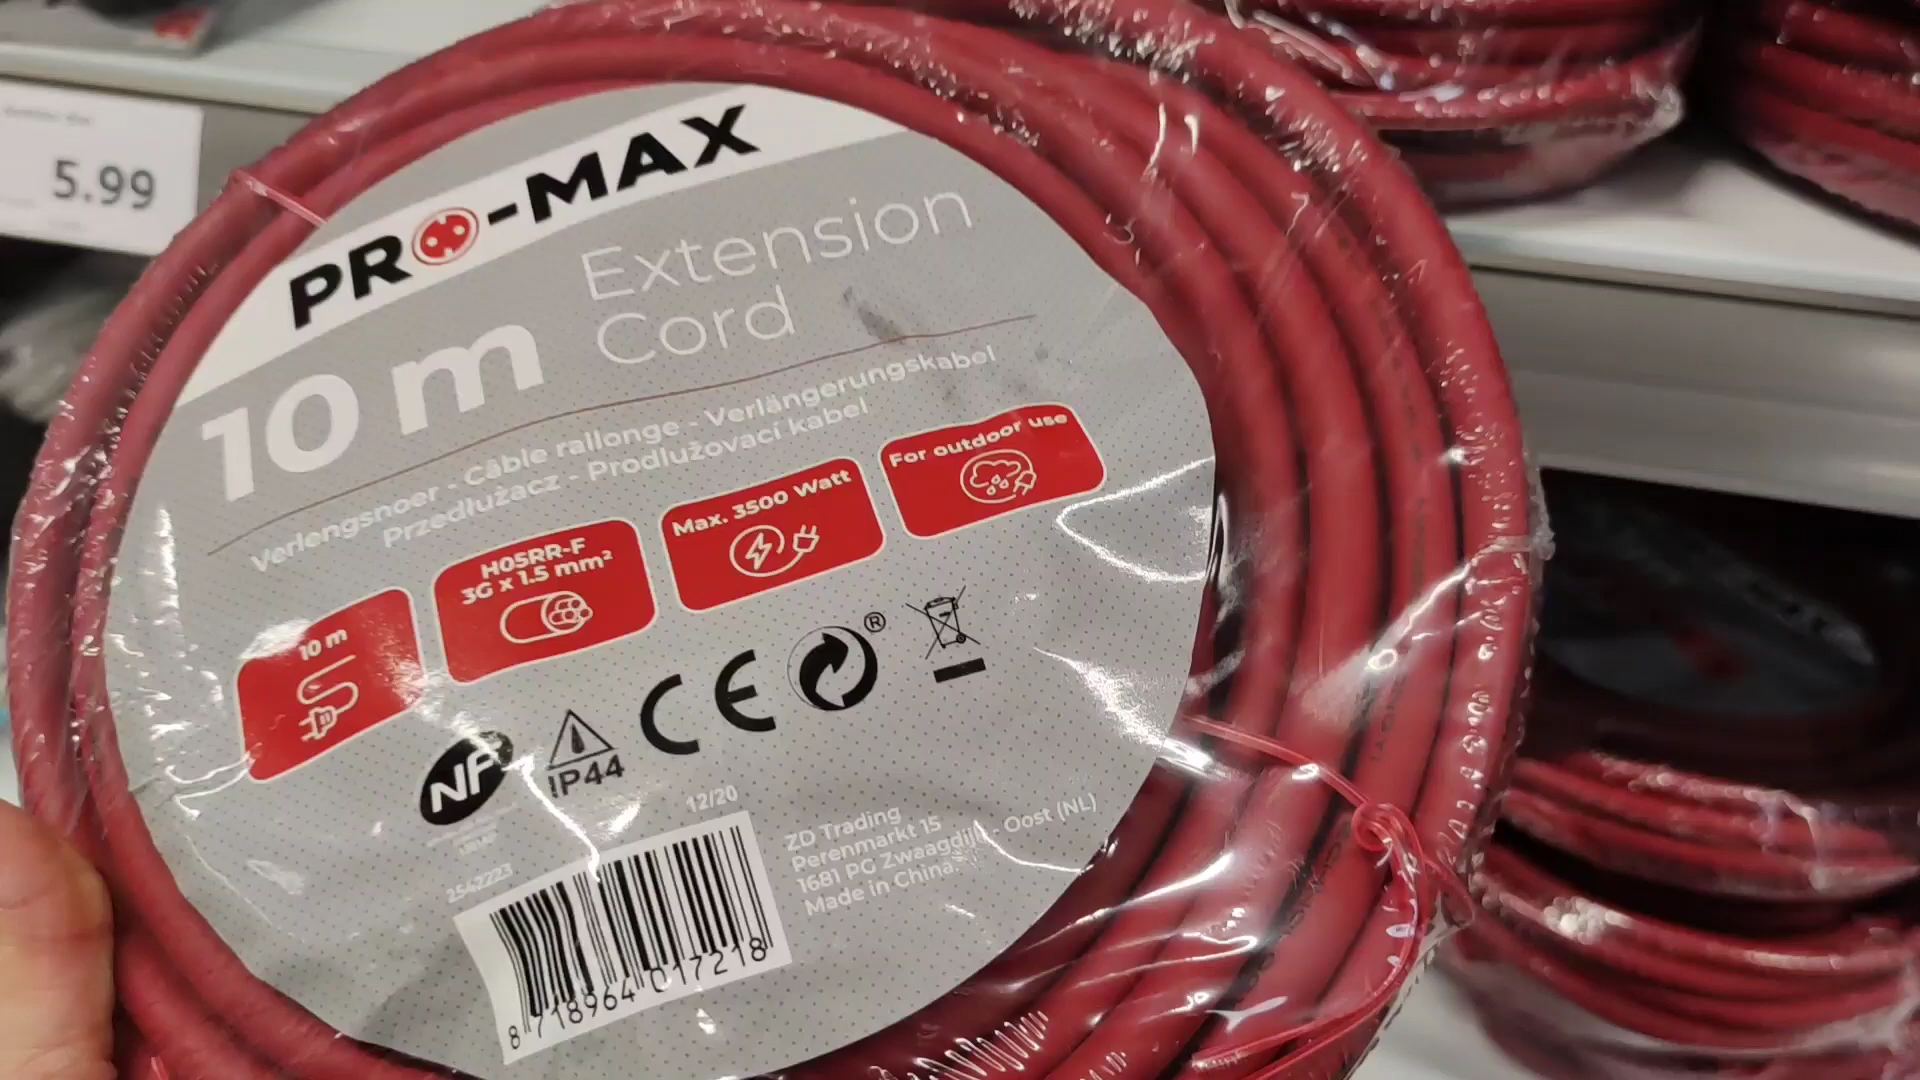 5.99
PRO-MAX
10 m Extension
Cord
Verlengsnoer - Câble rallonge - Verlängerungskabel
Przedłużacz - Prodlužovací kabel
10 m
H05RR-F
3G x 1.5 mm²
Max. 3500 Watt
For outdoor use
NF
IP44
CE
®
12/20
2542223
ZD Trading
Perenmarkt 15
1681 PG Zwaagdijk - Oost (NL)
Made in China.
8 718964 017218